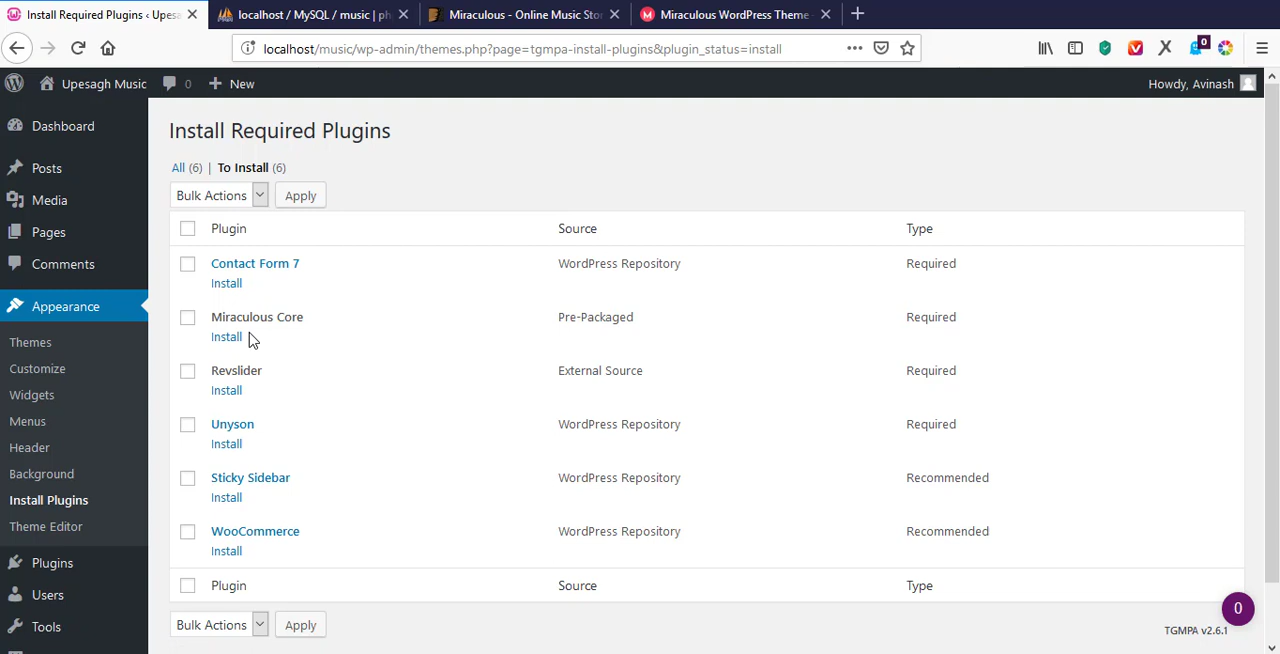 Install Required Plugins ‹ Upesa
localhost / MySQL / music | ph
Miraculous - Online Music Sto
Miraculous WordPress Theme -
localhost/music/wp-admin/themes.php?page=tgmpa-install-plugins&plugin_status=install
0
Upesagh Music
0
New
Howdy, Avinash
Dashboard
Posts
Media
Pages
Comments
Appearance
Themes
Customize
Widgets
Menus
Header
Background
Install Plugins
Theme Editor
Plugins
Users
Tools
Install Required Plugins
All (6) | To Install (6)
Bulk Actions Apply
Plugin Source Type
Contact Form 7 WordPress Repository Required
Install
Miraculous Core Pre-Packaged Required
Install
Revslider External Source Required
Install
Unyson WordPress Repository Required
Install
Sticky Sidebar WordPress Repository Recommended
Install
WooCommerce WordPress Repository Recommended
Install
Plugin Source Type
Bulk Actions Apply
0
TGMPA v2.6.1